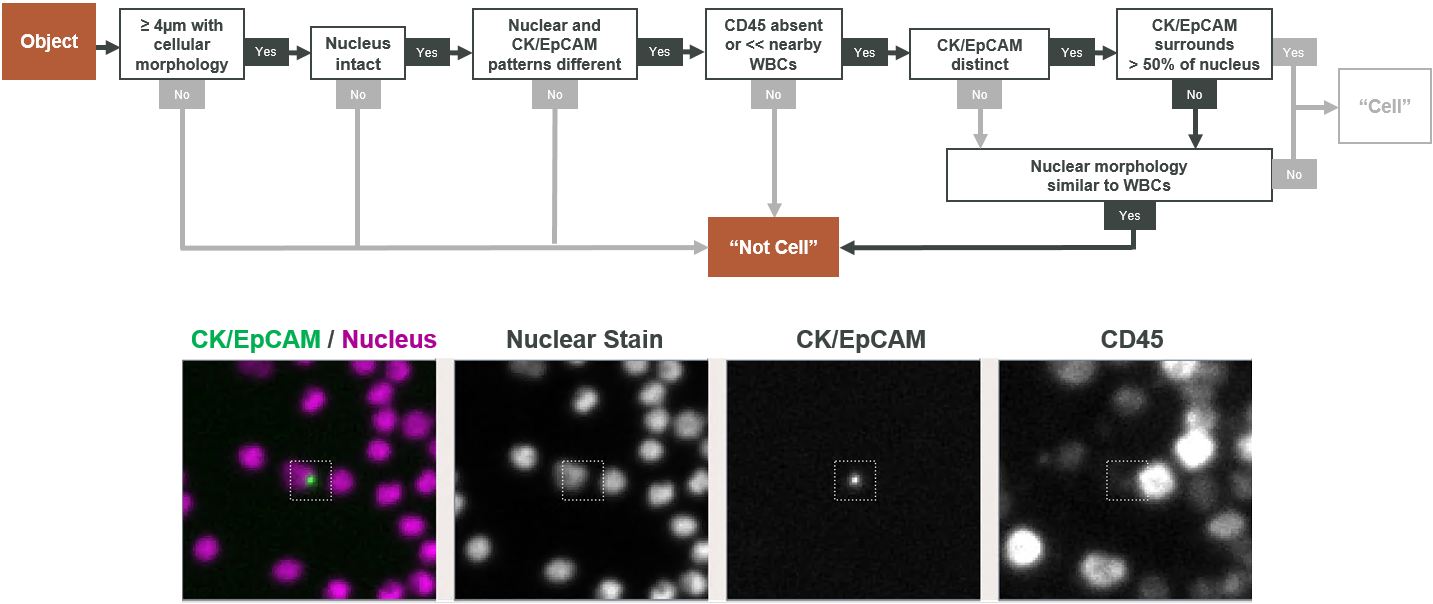 Object
≥ 4µm with
cellular
morphology
Yes
No
Nucleus
intact
Yes
No
Nuclear and
CK/EpCAM
patterns different
Yes
No
CD45 absent
or << nearby
WBCs
Yes
No
CK/EpCAM
distinct
Yes
No
CK/EpCAM
surrounds
> 50% of nucleus
Yes
No
“Cell”
Nuclear morphology
similar to WBCs
No
Yes
“Not Cell”
CK/EpCAM / Nucleus
Nuclear Stain
CK/EpCAM
CD45